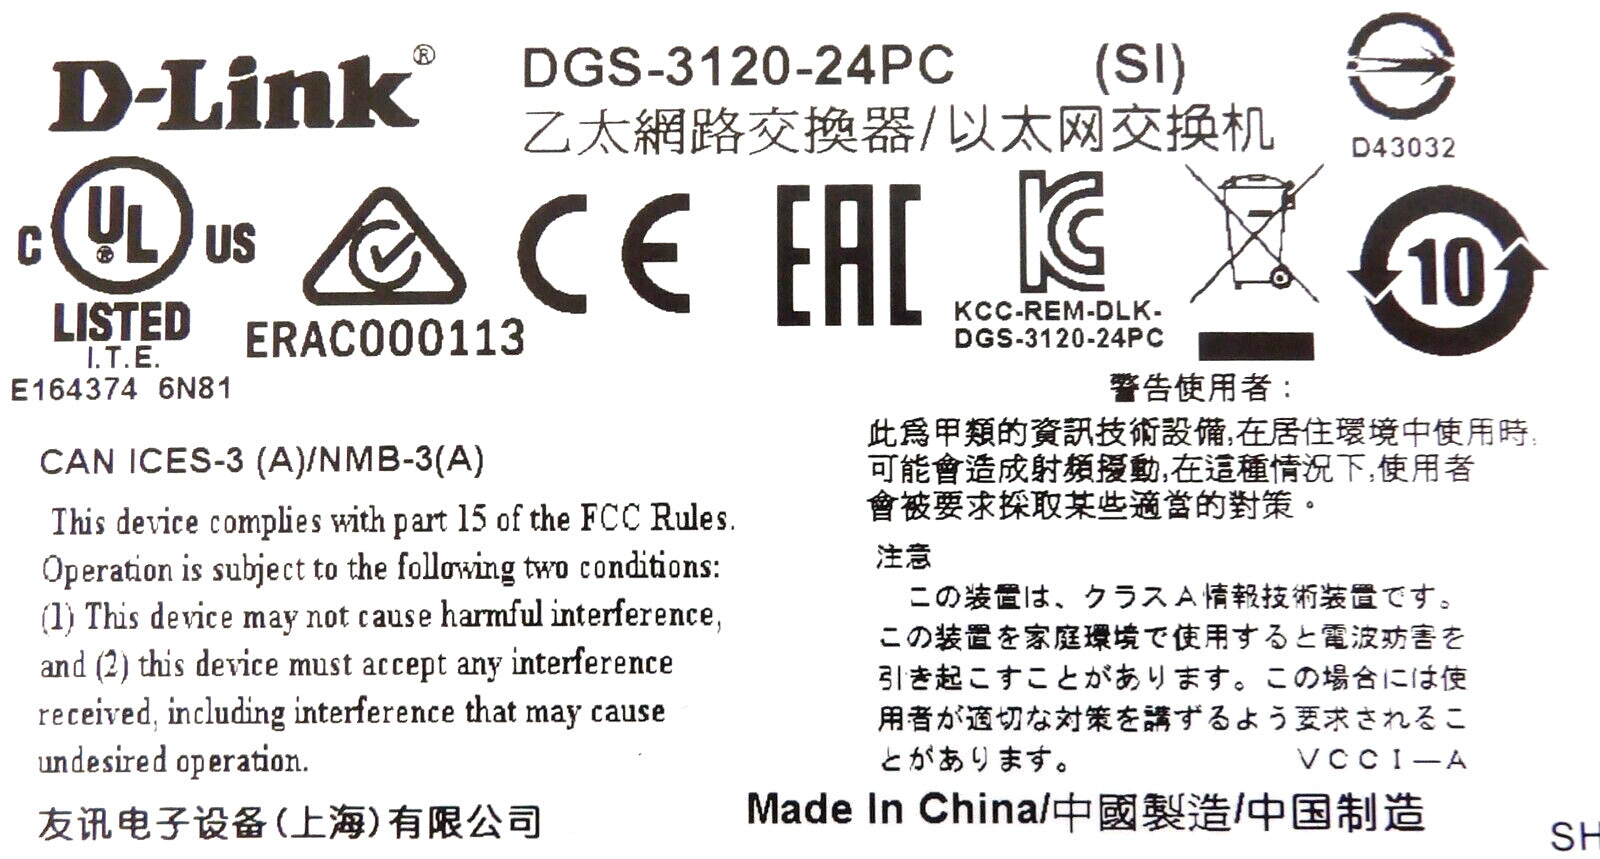 D-Link®
DGS-3120-24PC (SI)
乙太網路交換器/以太网交换机
D43032
C UL® US
LISTED
I.T.E.
E164374 6N81
ERAC000113
CE
EAC
KC
KCC-REM-DLK-
DGS-3120-24PC
10
CAN ICES-3 (A)/NMB-3(A)
This device complies with part 15 of the FCC Rules.
Operation is subject to the following two conditions:
(1) This device may not cause harmful interference,
and (2) this device must accept any interference
received, including interference that may cause
undesired operation.
友讯电子设备(上海)有限公司
警告使用者:
此為甲類的資訊技術設備,在居住環境中使用時,
可能會造成射頻擾動,在這種情況下,使用者
會被要求採取某些適當的對策。
注意
この装置は、クラスA情報技術装置です。
この装置を家庭環境で使用すると電波妨害を
引き起こすことがあります。この場合には使
用者が適切な対策を講ずるよう要求されるこ
とがあります。 VCCI—A
Made In China/中國製造/中国制造
SH